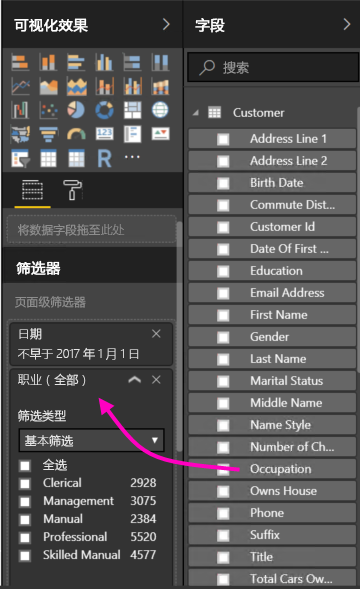 可视化效果
R
123
将数据字段拖至此处
筛选器
页面级筛选器
日期
不早于 2017 年 1 月 1 日
职业（全部）
筛选类型
基本筛选
全选
Clerical 2928
Management 3075
Manual 2384
Professional 5520
Skilled Manual 4577
字段
搜索
Customer
Address Line 1
Address Line 2
Birth Date
Commute Dist...
Customer Id
Date Of First ...
Education
Email Address
First Name
Gender
Last Name
Marital Status
Middle Name
Name Style
Number of Ch...
Occupation
Owns House
Phone
Suffix
Title
Total Cars Ow...